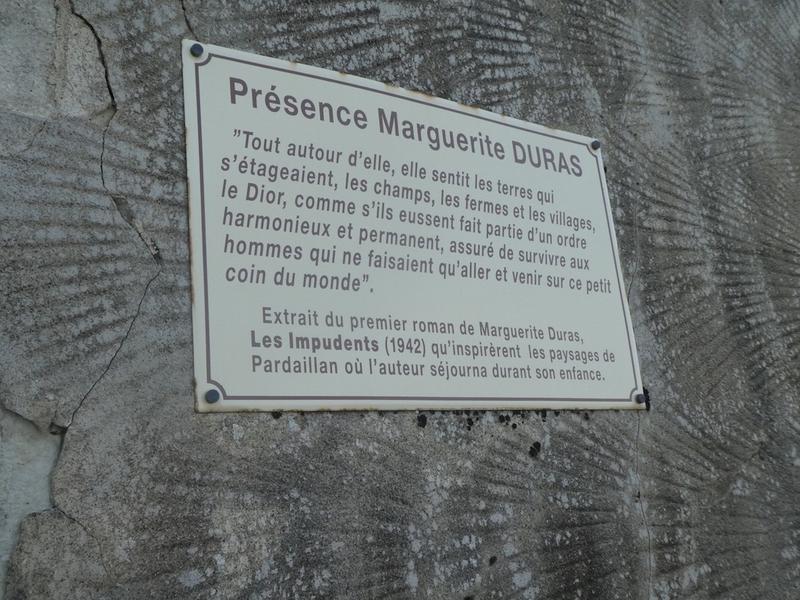 Présence Marguerite DURAS
"Tout autour d'elle, elle sentit les terres qui
s'étageaient, les champs, les fermes et les villages,
le Dior, comme s'ils eussent fait partie d'un ordre
harmonieux et permanent, assuré de survivre aux
hommes qui ne faisaient qu'aller et venir sur ce petit
coin du monde".
Extrait du premier roman de Marguerite Duras,
Les Impudents (1942) qu'inspirèrent les paysages de
Pardaillan où l'auteur séjourna durant son enfance.